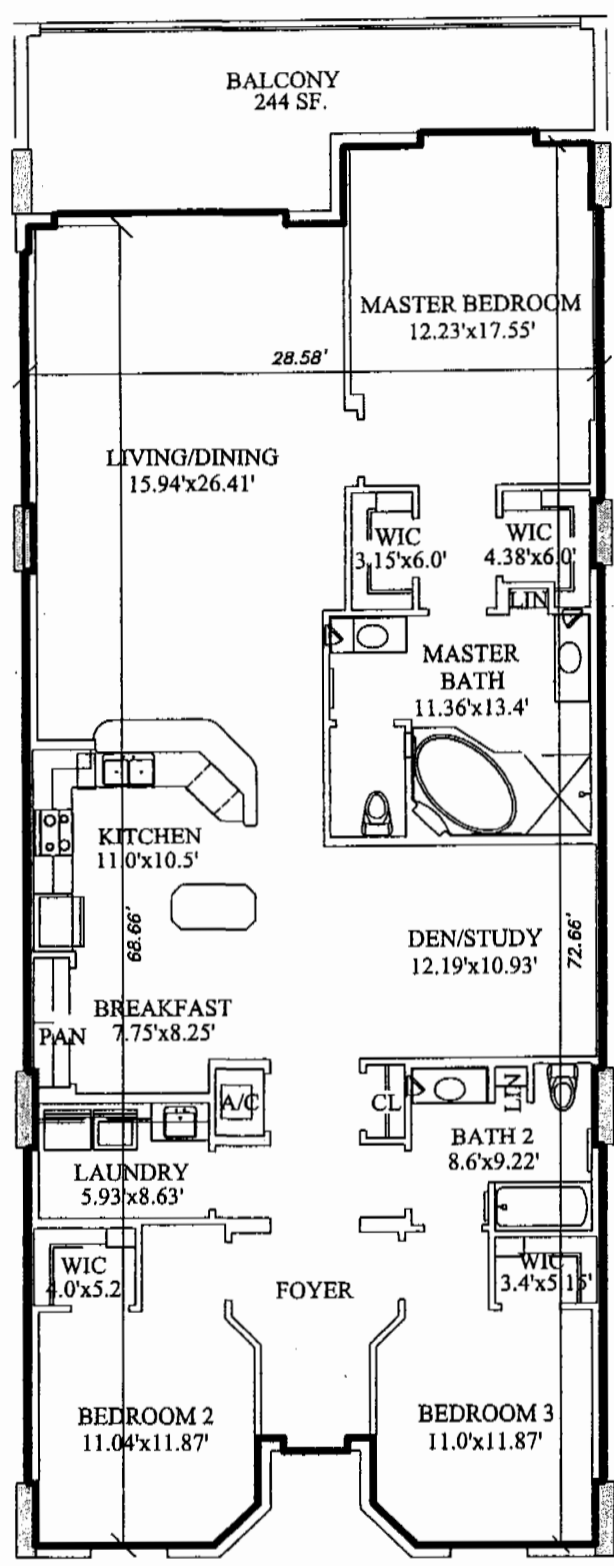 BALCONY
244 SF.
MASTER BEDROOM
12.23'x17.55'
28.58'
LIVING/DINING
15.94'x26.41'
WIC
3.15'x6.0'
WIC
4.38'x6.0'
LIN
MASTER
BATH
11.36'x13.4'
KITCHEN
11.0'x10.5'
68.66'
DEN/STUDY
12.19'x10.93'
72.66'
BREAKFAST
7.75'x8.25'
PAN
A/C
CL
LIN
BATH 2
8.6'x9.22'
LAUNDRY
5.93'x8.63'
WIC
4.0'x5.2
WIC
3.4'x5.15'
FOYER
BEDROOM 2
11.04'x11.87'
BEDROOM 3
11.0'x11.87'